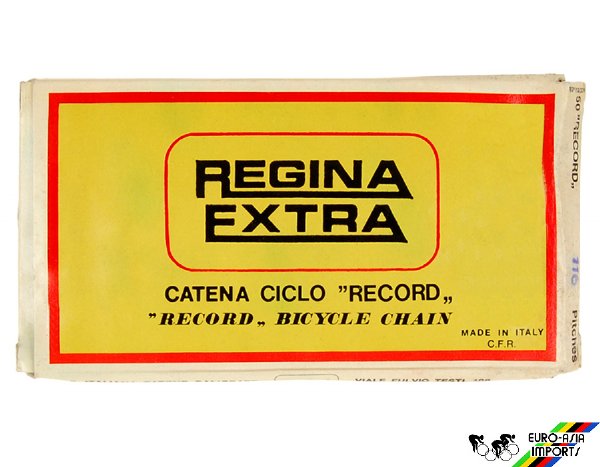 REGINA
EXTRA
CATENA CICLO "RECORD„
"RECORD„ BICYCLE CHAIN
MADE IN ITALY
C.F.R.
50 "RECORD„
116 Pitches
VIALE FULVIO TESTI
EURO-ASIA
IMPORTS